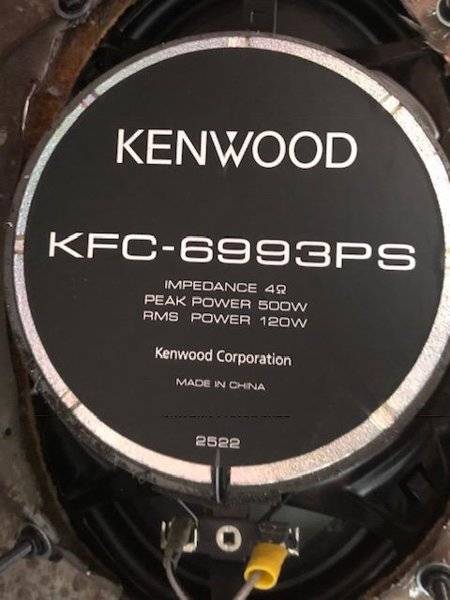 KENWOOD
KFC-6993PS
IMPEDANCE 4Ω
PEAK POWER 500W
RMS POWER 120W
Kenwood Corporation
MADE IN CHINA
2522